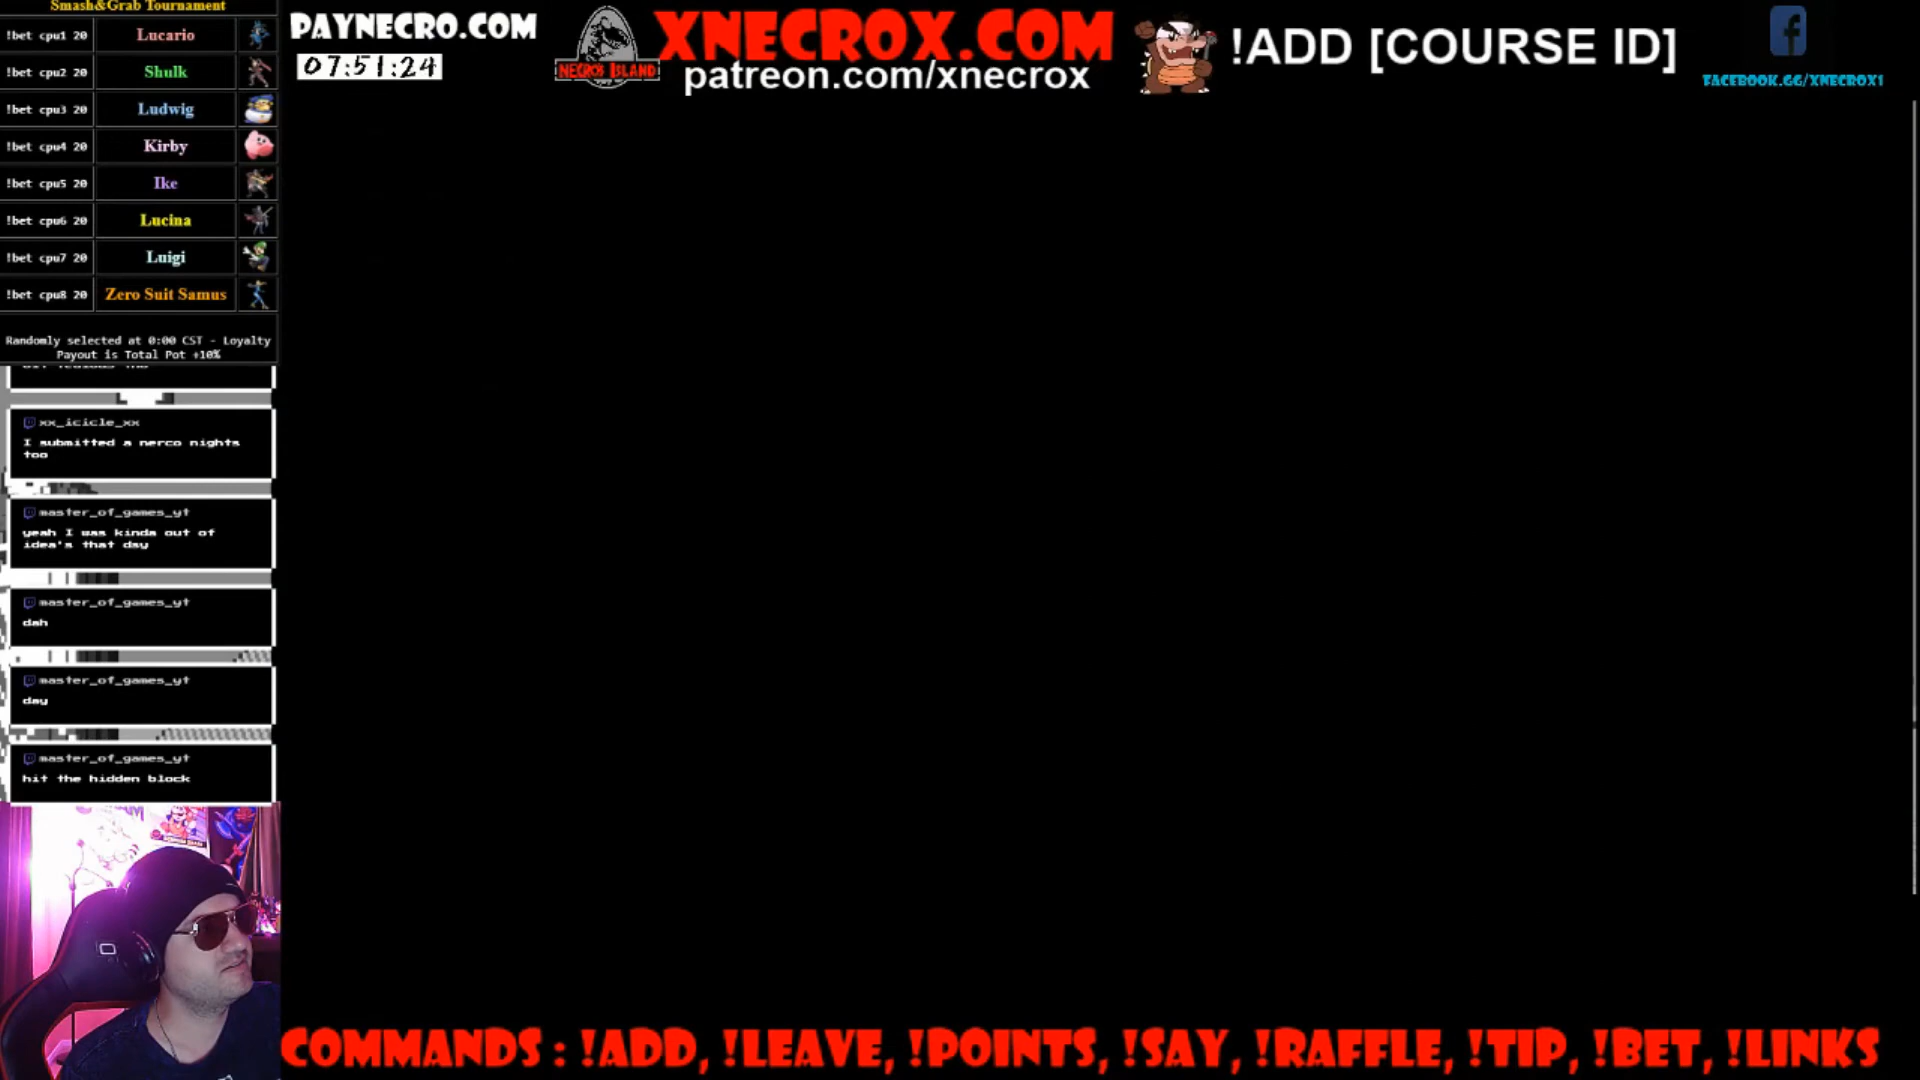 Smash&Grab Tournament
!bet cpu1 20 Lucario
!bet cpu2 20 Shulk
!bet cpu3 20 Ludwig
!bet cpu4 20 Kirby
!bet cpu5 20 Ike
!bet cpu6 20 Lucina
!bet cpu7 20 Luigi
!bet cpu8 20 Zero Suit Samus
Randomly selected at 0:00 CST - Loyalty
Payout is Total Pot +10%
PAYNECRO.COM
07:51:24
NECROS ISLAND
XNECROX.COM
patreon.com/xnecrox
!ADD [COURSE ID]
FACEBOOK.GG/XNECROX1
xx_icicle_xx
I submitted a nerco nights
too
master_of_games_yt
yeah I was kinda out of
idea's that day
master_of_games_yt
dah
master_of_games_yt
day
master_of_games_yt
hit the hidden block
COMMANDS : !ADD, !LEAVE, !POINTS, !SAY, !RAFFLE, !TIP, !BET, !LINKS